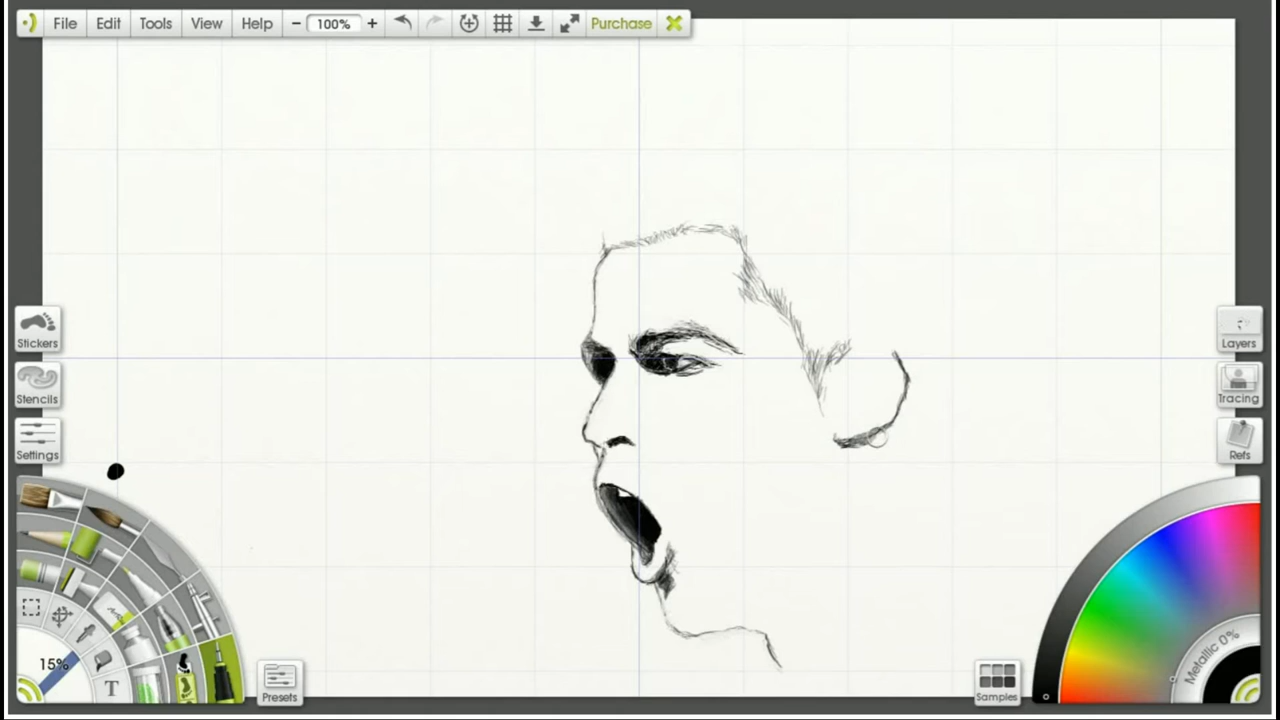 File Edit Tools View Help − 100% + Purchase
Stickers
Stencils
Settings
Layers
Tracing
Refs
15%
T
Presets
Samples
Metallic 0%